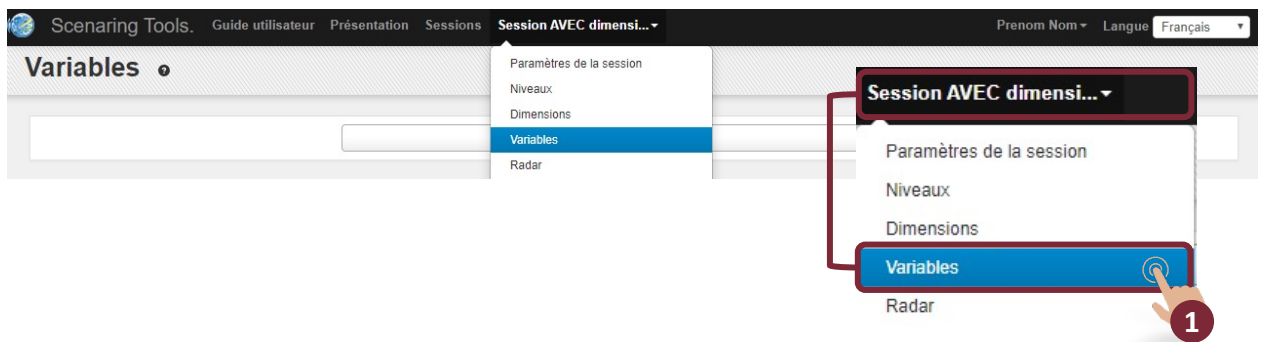 Scenaring Tools. Guide utilisateur Présentation Sessions Session AVEC dimensi... Prenom Nom Langue Français
Variables
Paramètres de la session
Niveaux
Dimensions
Variables
Radar
Session AVEC dimensi...
Paramètres de la session
Niveaux
Dimensions
Variables
Radar
1